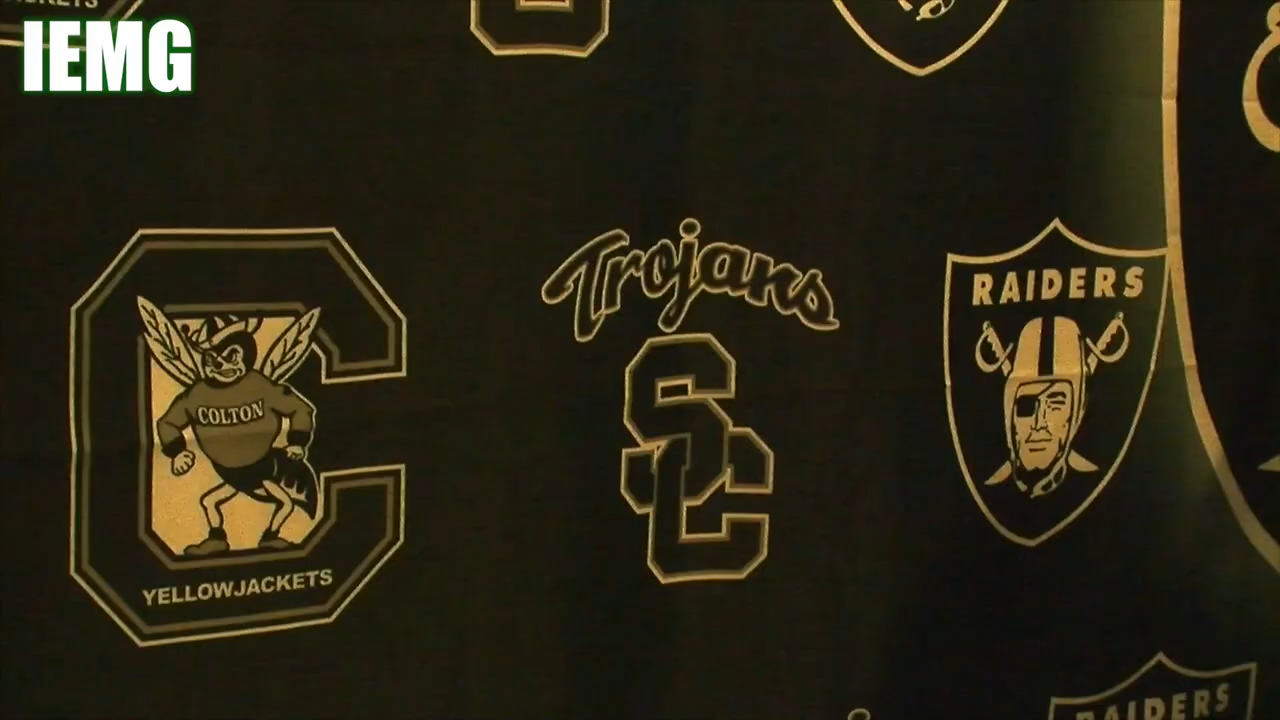 IEMG
Trojans
SC
RAIDERS
C
COLTON
YELLOWJACKETS
RAIDERS